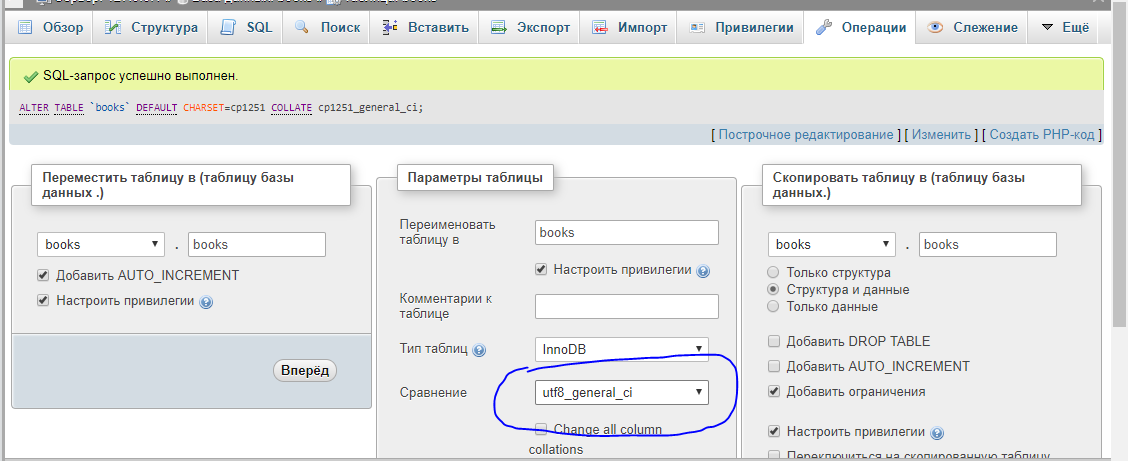 Обзор Структура SQL Поиск Вставить Экспорт Импорт Привилегии Операции Слежение Ещё
SQL-запрос успешно выполнен.
ALTER TABLE `books` DEFAULT CHARSET=cp1251 COLLATE cp1251_general_ci;
[ Построчное редактирование ] [ Изменить ] [ Создать PHP-код ]
Переместить таблицу в (таблицу базы
данных .)
books . books
Добавить AUTO_INCREMENT
Настроить привилегии
Вперёд
Параметры таблицы
Переименовать
таблицу в
books
Настроить привилегии
Комментарии к
таблице
Тип таблиц
InnoDB
Сравнение
utf8_general_ci
Change all column
collations
Скопировать таблицу в (таблицу базы
данных.)
books . books
Только структура
Структура и данные
Только данные
Добавить DROP TABLE
Добавить AUTO_INCREMENT
Добавить ограничения
Настроить привилегии
Переключиться на скопированную таблицу